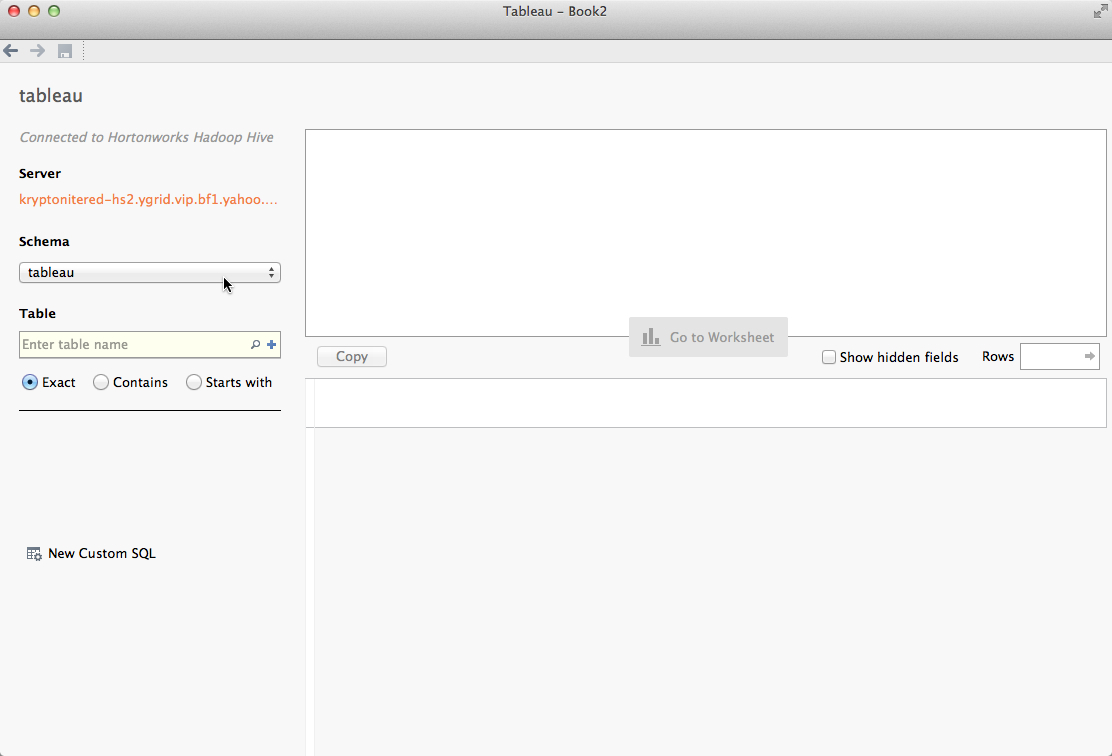 Tableau - Book2
tableau
Connected to Hortonworks Hadoop Hive
Server
kryptonitered-hs2.ygrid.vip.bf1.yahoo....
Schema
tableau
Table
Enter table name
Exact Contains Starts with
New Custom SQL
Go to Worksheet
Copy
Show hidden fields Rows